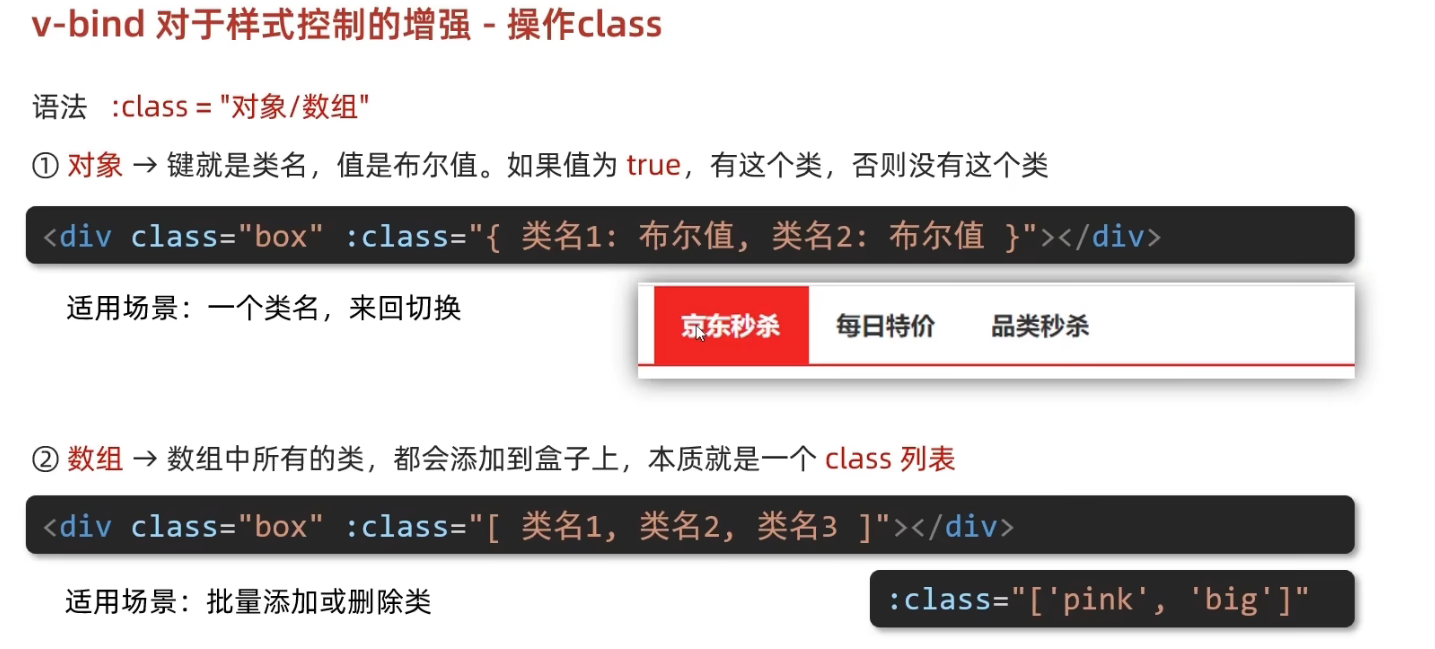 v-bind 对于样式控制的增强 - 操作class
语法 :class = "对象/数组"
① 对象 → 键就是类名，值是布尔值。如果值为 true，有这个类，否则没有这个类
<div class="box" :class="{ 类名1: 布尔值, 类名2: 布尔值 }"></div>
适用场景：一个类名，来回切换
京东秒杀 每日特价 品类秒杀
② 数组 → 数组中所有的类，都会添加到盒子上，本质就是一个 class 列表
<div class="box" :class="[ 类名1, 类名2, 类名3 ]"></div>
适用场景：批量添加或删除类
:class="['pink', 'big']"